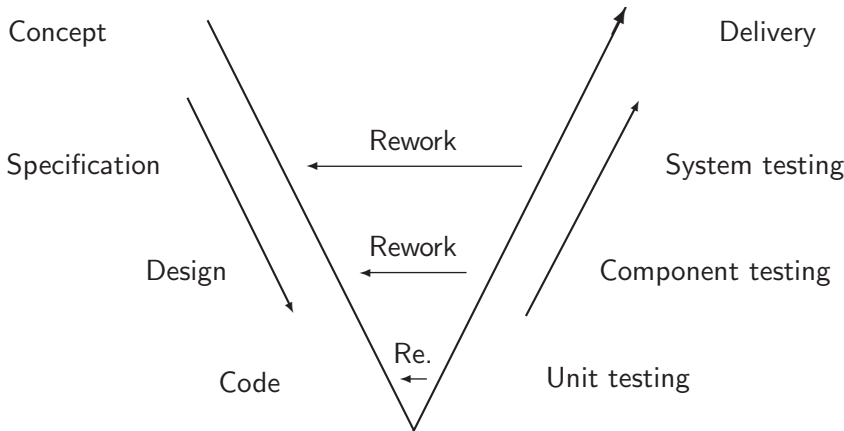 Concept
Delivery
Rework
Specification
System testing
Rework
Design
Component testing
Re.
Code
Unit testing